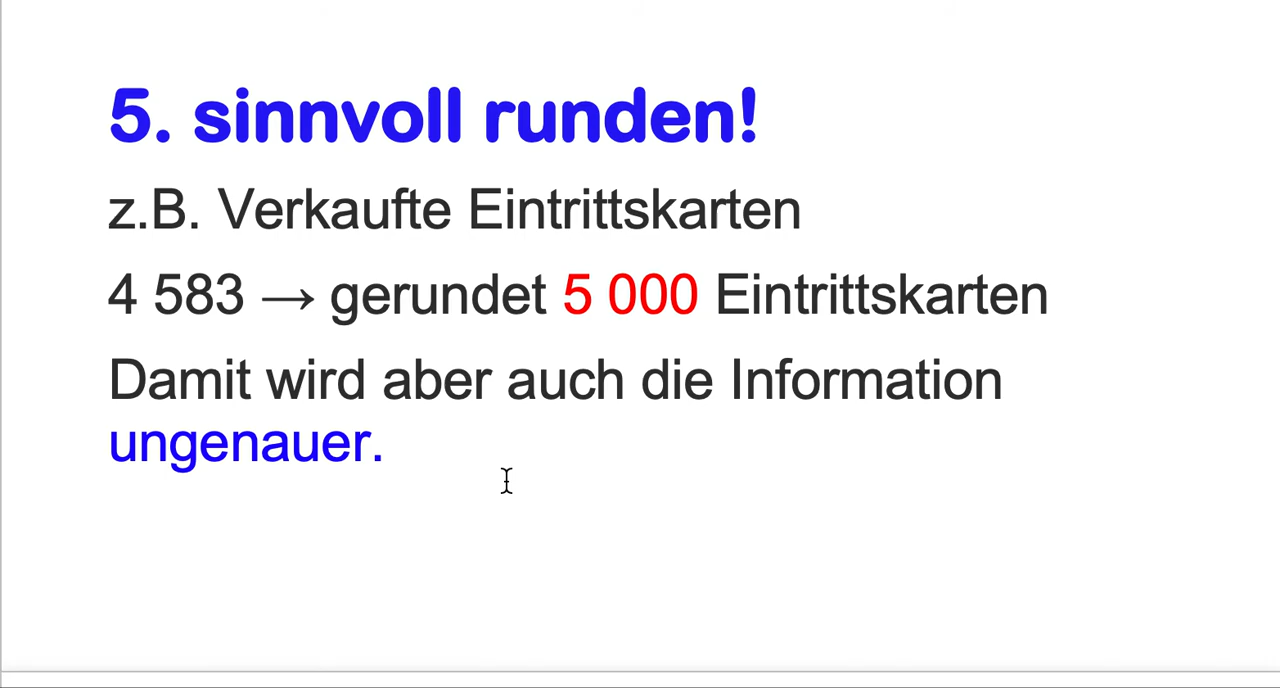 5. sinnvoll runden!
z.B. Verkaufte Eintrittskarten
4 583 → gerundet 5 000 Eintrittskarten
Damit wird aber auch die Information
ungenauer.